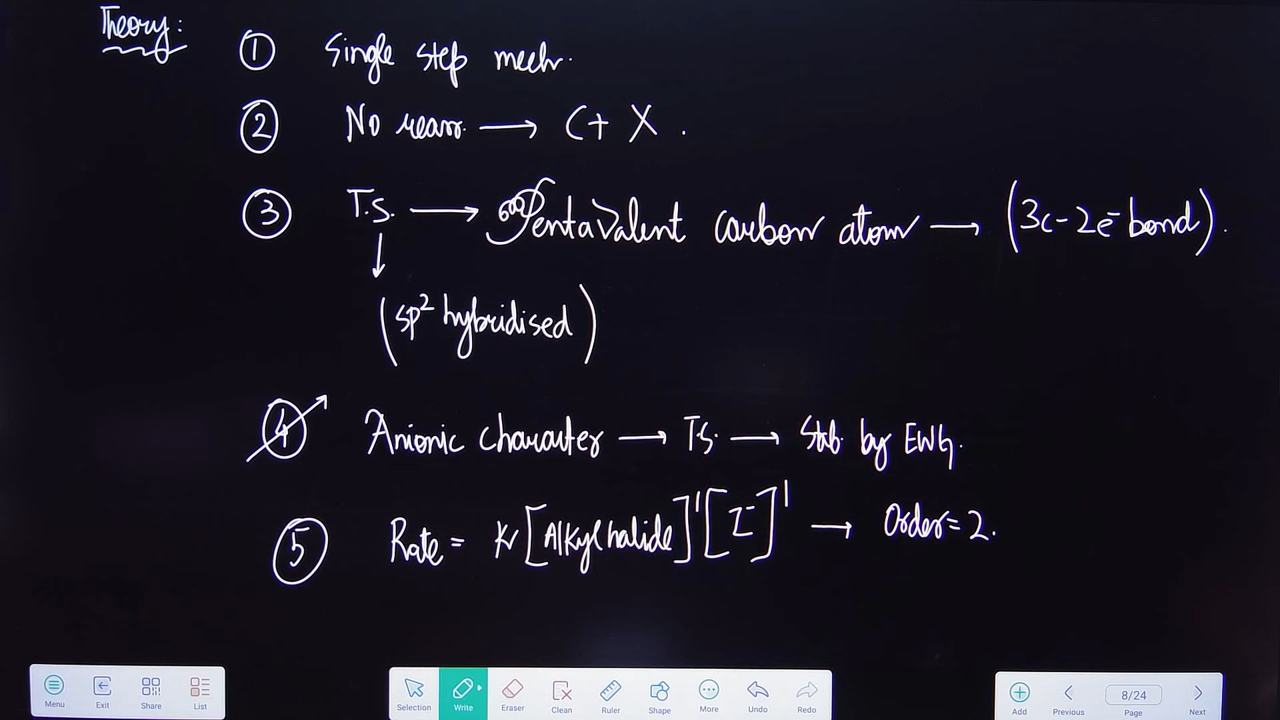 Theory:
① Single step mech.
② No rearr. → C+ X.
③ T.S. → Pentavalent carbon atom → (3c-2e⁻ bond).
↓
(sp² hybridised)
④ Anionic character → T.S. → Stab. by EWG.
⑤ Rate = Kr[Alkyl halide]¹[I⁻]¹ → Order=2.
Menu Exit Share List Selection Write Eraser Clean Ruler Shape More Undo Redo Add Previous 8/24 Page Next